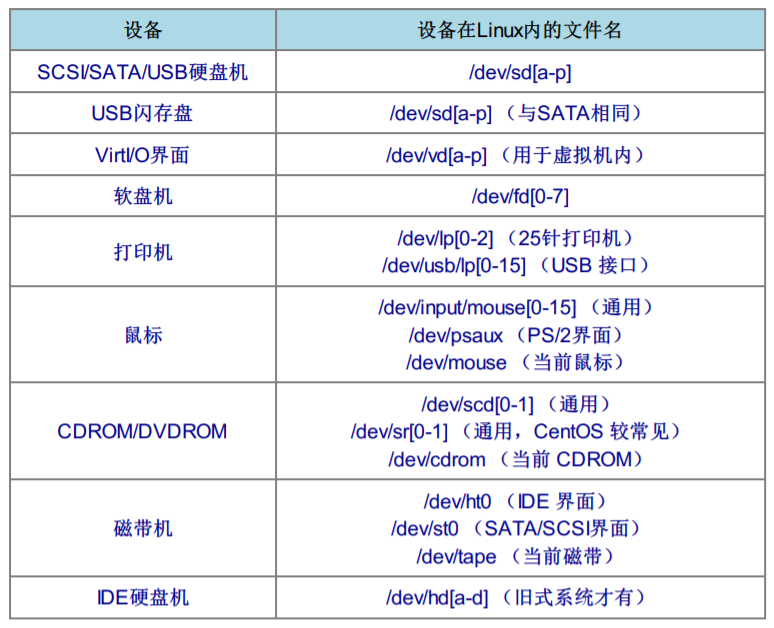 设备 设备在Linux内的文件名
SCSI/SATA/USB硬盘机 /dev/sd[a-p]
USB闪存盘 /dev/sd[a-p] （与SATA相同）
VirtI/O界面 /dev/vd[a-p] （用于虚拟机内）
软盘机 /dev/fd[0-7]
打印机
/dev/lp[0-2] （25针打印机）
/dev/usb/lp[0-15] （USB 接口）
鼠标
/dev/input/mouse[0-15] （通用）
/dev/psaux （PS/2界面）
/dev/mouse （当前鼠标）
CDROM/DVDROM
/dev/scd[0-1] （通用）
/dev/sr[0-1] （通用，CentOS 较常见）
/dev/cdrom （当前 CDROM）
磁带机
/dev/ht0 （IDE 界面）
/dev/st0 （SATA/SCSI界面）
/dev/tape （当前磁带）
IDE硬盘机 /dev/hd[a-d] （旧式系统才有）